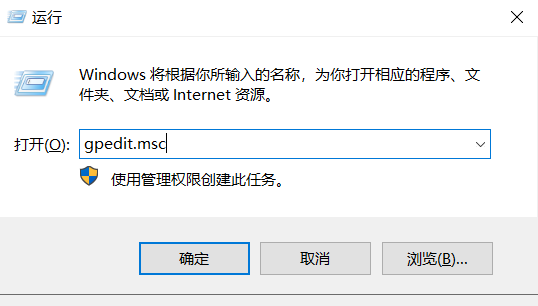 运行
Windows 将根据你所输入的名称，为你打开相应的程序、文
件夹、文档或 Internet 资源。
打开(O): gpedit.msc
使用管理权限创建此任务。
确定 取消 浏览(B)...